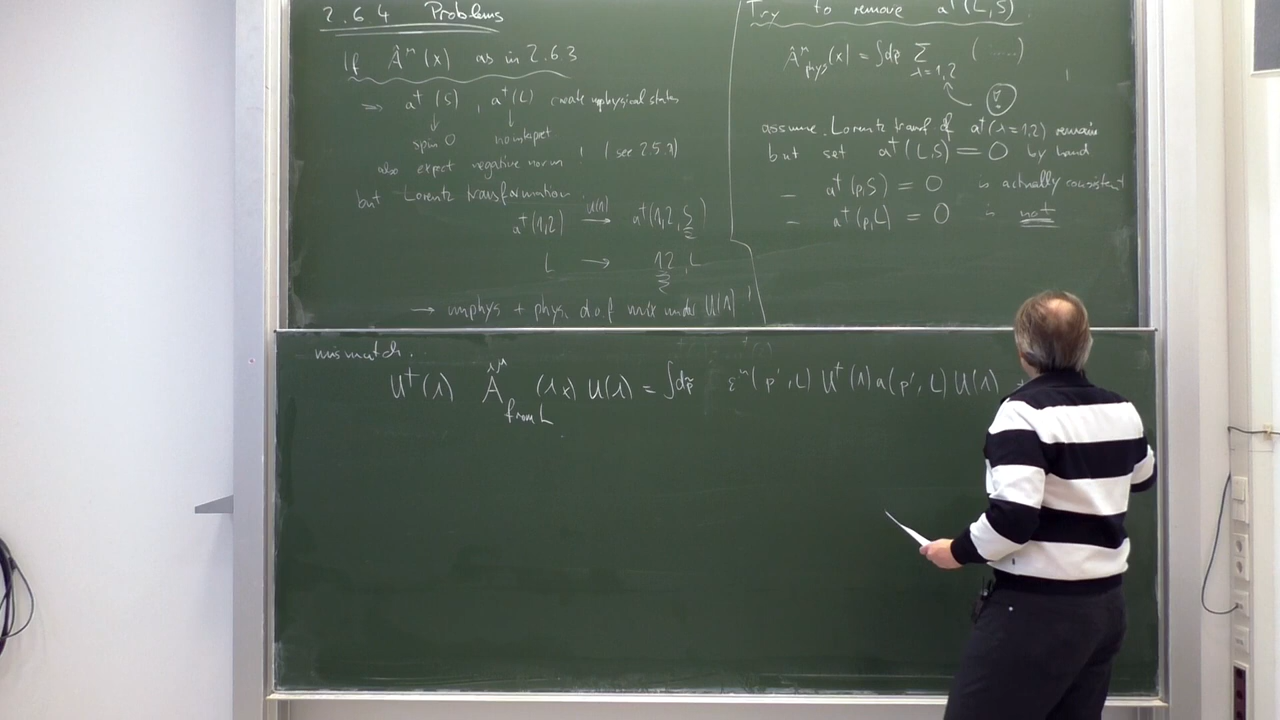 2.6.4 Problems
If Â^μ(x) as in 2.6.3
⇒ a†(S), a†(L) create unphysical states
↓ ↓
spin 0 no interpret
also expect negative norm! (see 2.5.1)
but Lorentz transformation
a†(1,2) U(Λ) → a†(1,2,S)
L → 1,2,L
→ unphys + phys. d.o.f mix under U(Λ)!
Try to remove a†(L,S)
Â^μ_phys(x) = ∫dp̃ Σ_{λ=1,2} (.....)
assume Lorentz transf of a†(λ=1,2) remain
but set a†(L,S) = 0 by hand
– a†(p,S) = 0 is actually consistent
– a†(p,L) = 0 is not
mismatch.
U†(Λ) Â^μ_{from L} (Λx) U(Λ) = ∫dp̃ ε^μ(p',L) U†(Λ) a(p',L) U(Λ) +